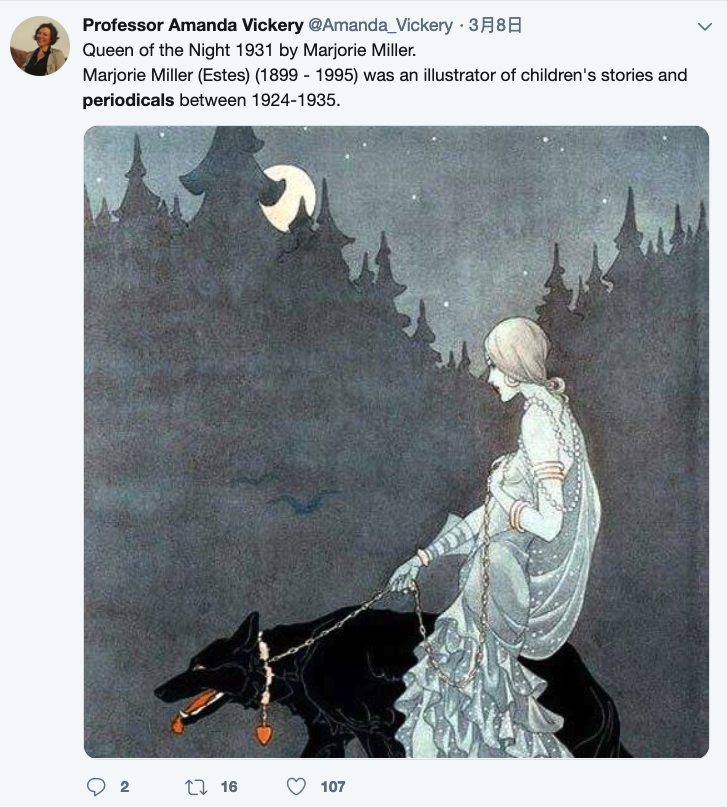 Professor Amanda Vickery @Amanda_Vickery · 3月8日
Queen of the Night 1931 by Marjorie Miller.
Marjorie Miller (Estes) (1899 - 1995) was an illustrator of children's stories and
periodicals between 1924-1935.
2 16 107